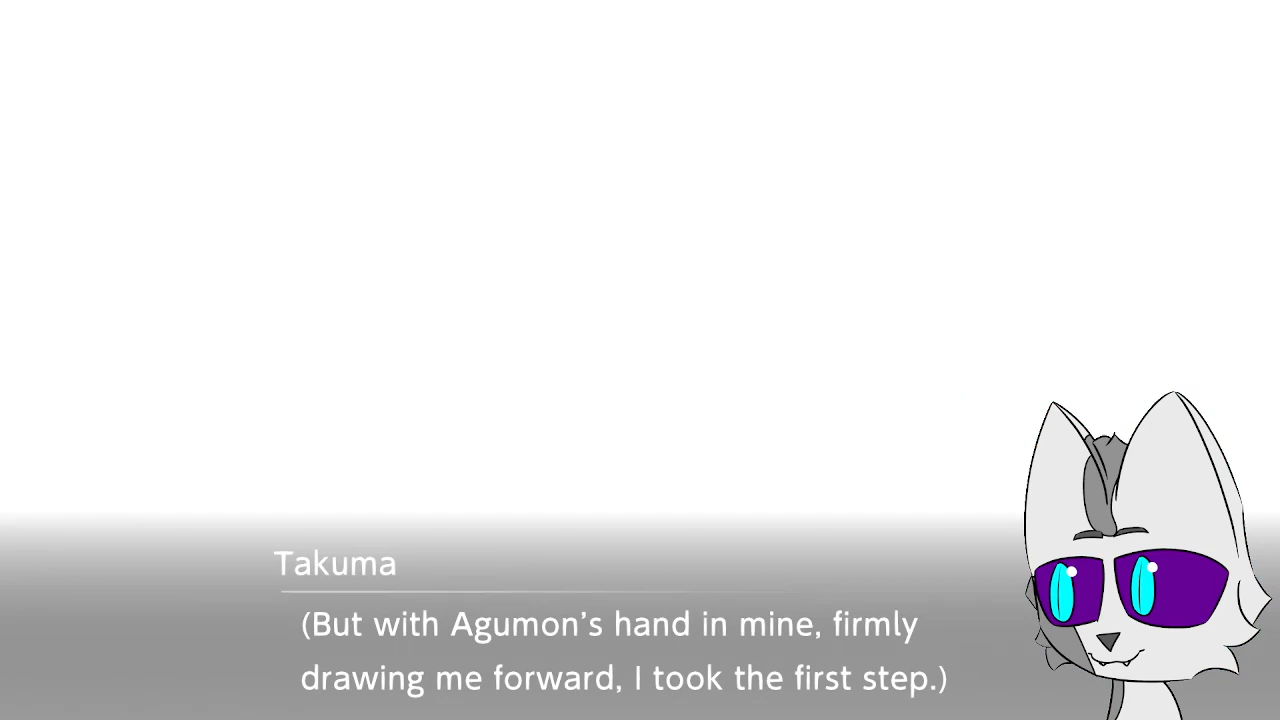 Takuma
(But with Agumon’s hand in mine, firmly
drawing me forward, I took the first step.)